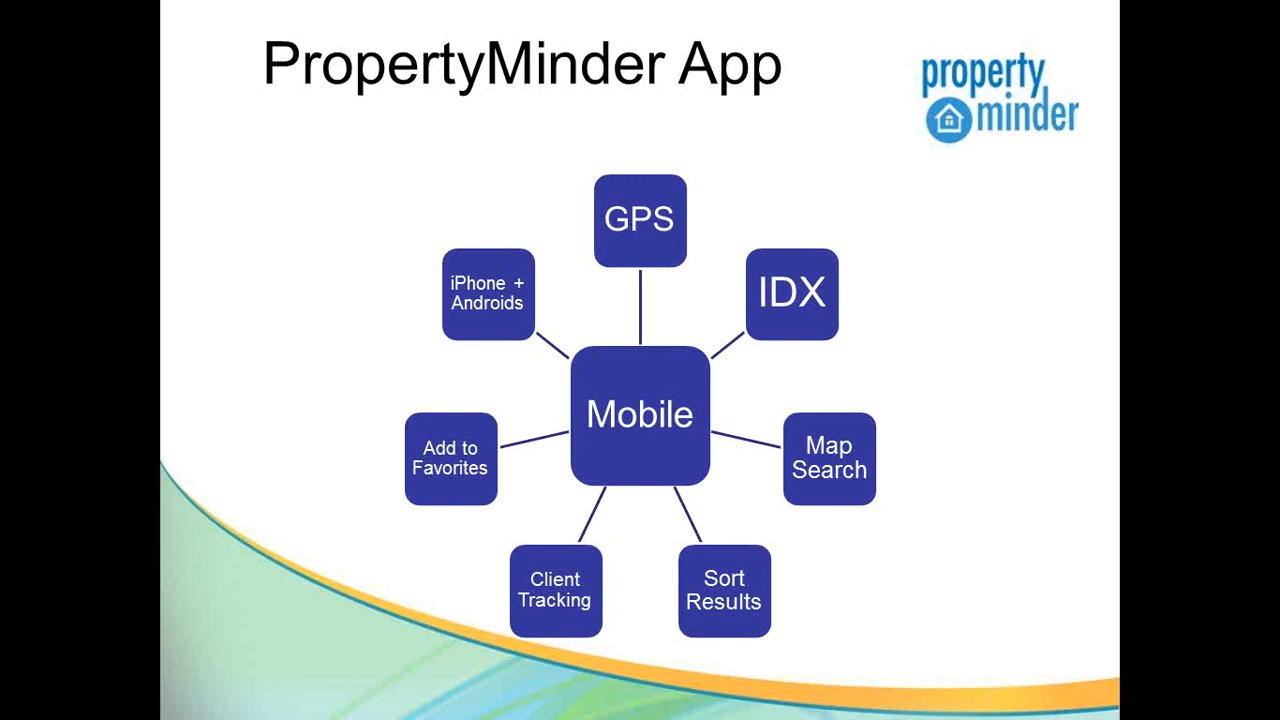 PropertyMinder App
property
minder
GPS
iPhone +
Androids
IDX
Mobile
Add to
Favorites
Map
Search
Client
Tracking
Sort
Results